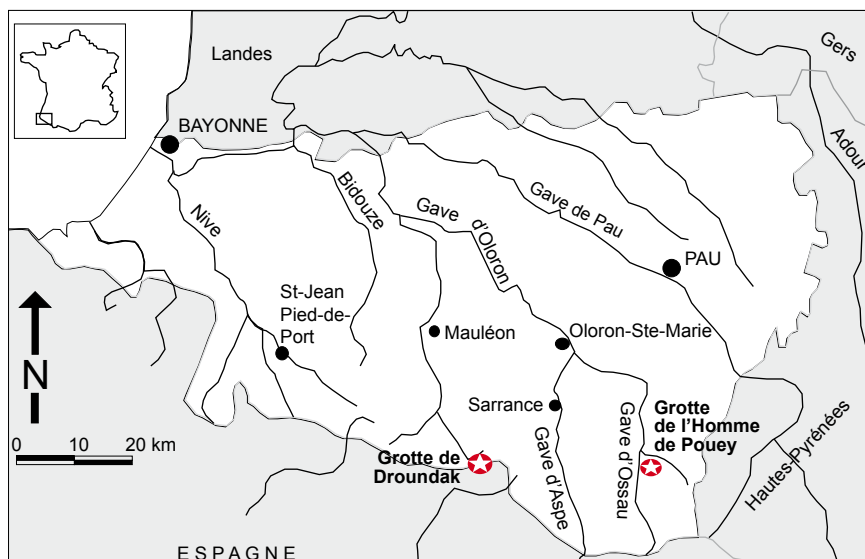 Landes
Gers
Adour
BAYONNE
Bidouze
Gave
d'Oloron
Gave de Pau
Nive
PAU
St-Jean
Pied-de-
Port
Mauléon
Oloron-Ste-Marie
N
Sarrance
Grotte
de l'Homme
de Pouey
Gave d'Ossau
Gave d'Aspe
Hautes-Pyrénées
0 10 20 km
Grotte de
Droundak
ESPAGNE